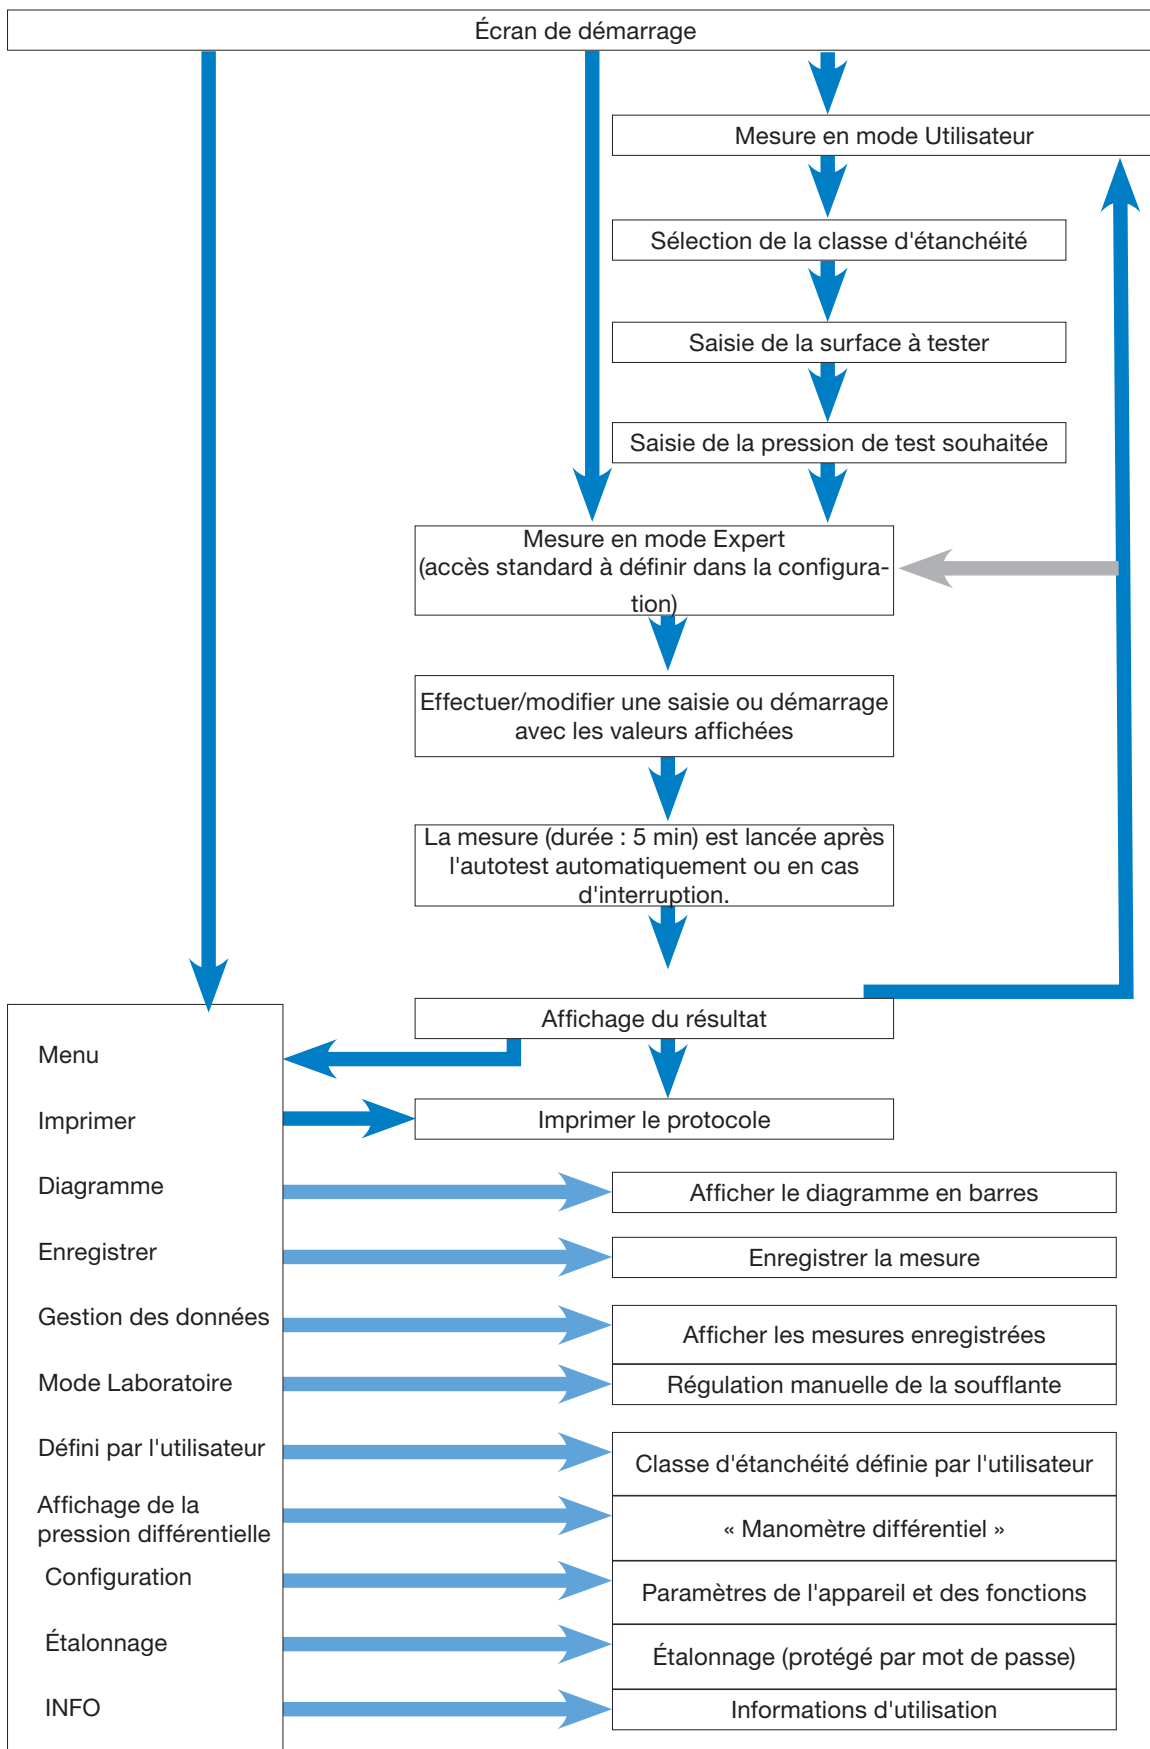 Écran de démarrage
Mesure en mode Utilisateur
Sélection de la classe d'étanchéité
Saisie de la surface à tester
Saisie de la pression de test souhaitée
Mesure en mode Expert
(accès standard à définir dans la configura-
tion)
Effectuer/modifier une saisie ou démarrage
avec les valeurs affichées
La mesure (durée : 5 min) est lancée après
l'autotest automatiquement ou en cas
d'interruption.
Affichage du résultat
Menu
Imprimer
Imprimer le protocole
Diagramme
Afficher le diagramme en barres
Enregistrer
Enregistrer la mesure
Gestion des données
Afficher les mesures enregistrées
Mode Laboratoire
Régulation manuelle de la soufflante
Défini par l'utilisateur
Classe d'étanchéité définie par l'utilisateur
Affichage de la
pression différentielle
« Manomètre différentiel »
Configuration
Paramètres de l'appareil et des fonctions
Étalonnage
Étalonnage (protégé par mot de passe)
INFO
Informations d'utilisation